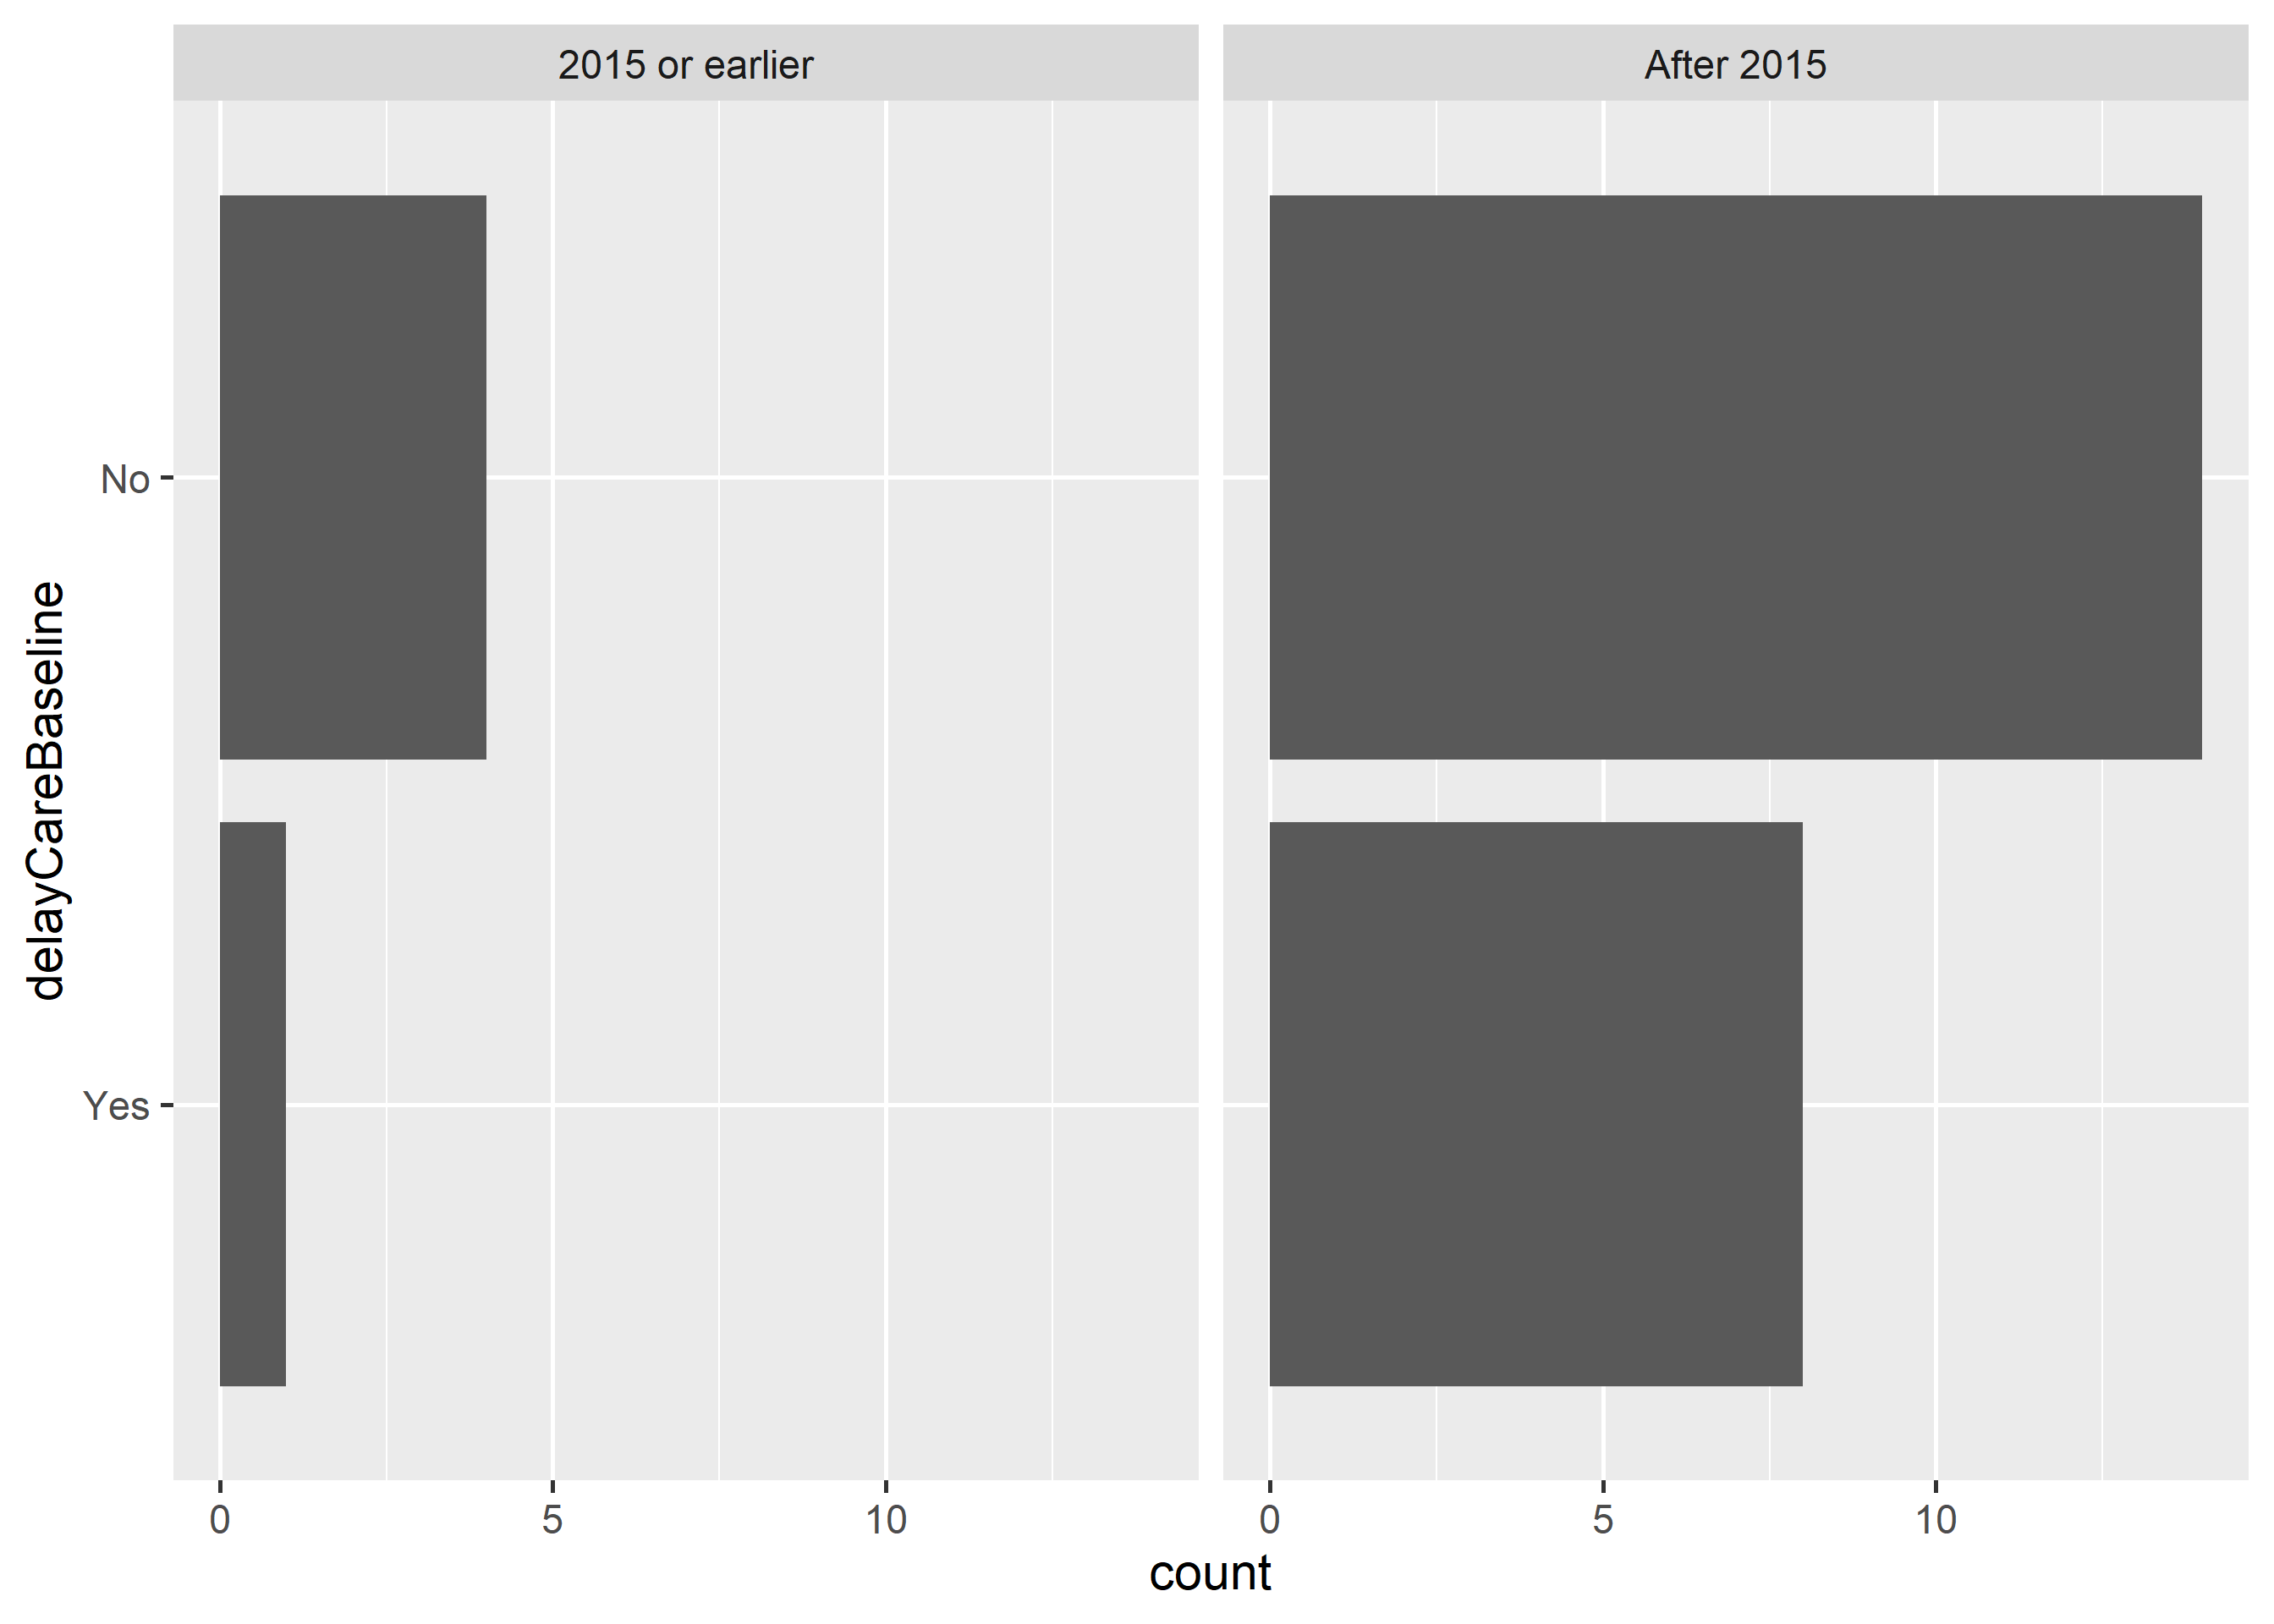 2015 or earlier
After 2015
delayCareBaseline
No
Yes
0 5 10
0 5 10
count